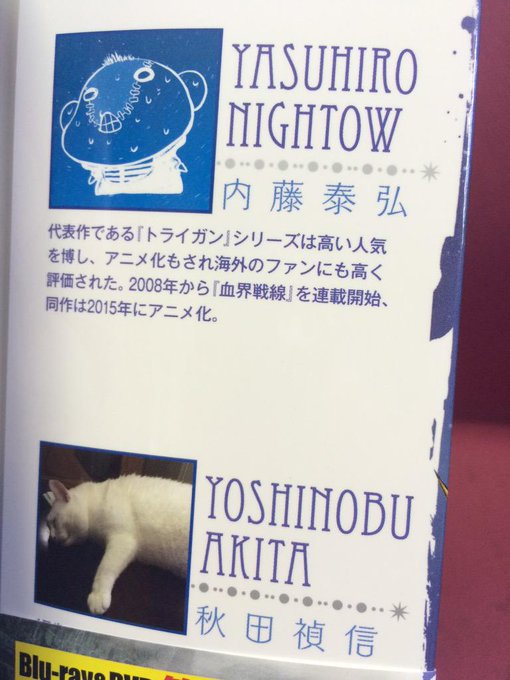 YASUHIRO
NIGHTOW
内藤泰弘
代表作である『トライガン』シリーズは高い人気
を博し、アニメ化もされ海外のファンにも高く
評価された。2008年から『血界戦線』を連載開始、
同作は2015年にアニメ化。
YOSHINOBU
AKITA
秋田禎信
Blu-ray&DVD